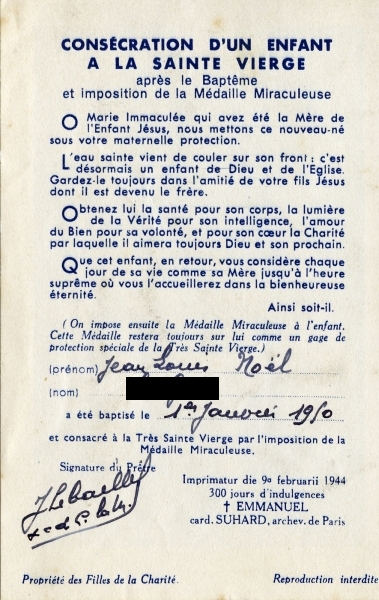 CONSÉCRATION D'UN ENFANT
A LA SAINTE VIERGE
après le Baptême
et imposition de la Médaille Miraculeuse
O Marie Immaculée qui avez été la Mère de
l'Enfant Jésus, nous mettons ce nouveau-né
sous votre maternelle protection.
L'eau sainte vient de couler sur son front : c'est
désormais un enfant de Dieu et de l'Eglise.
Gardez-le toujours dans l'amitié de votre fils Jésus
dont il est devenu le frère.
Obtenez lui la santé pour son corps, la lumière
de la Vérité pour son intelligence, l'amour
du Bien pour sa volonté, et pour son cœur la Charité
par laquelle il aimera toujours Dieu et son prochain.
Que cet enfant, en retour, vous considère chaque
jour de sa vie comme sa Mère jusqu'à l'heure
suprême où vous l'accueillerez dans la bienheureuse
éternité.
Ainsi soit-il.
(On impose ensuite la Médaille Miraculeuse à l'enfant.
Cette Médaille restera toujours sur lui comme un gage de
protection spéciale de la Très Sainte Vierge.)
(prénom) Jean Louis Noël
(nom)
a été baptisé le 1er Janvier 1950
et consacré à la Très Sainte Vierge par l'imposition de la
Médaille Miraculeuse.
Signature du Prêtre
Imprimatur die 9a februarii 1944
300 jours d'indulgences
† EMMANUEL
card. SUHARD, archev. de Paris
Propriété des Filles de la Charité.
Reproduction interdite